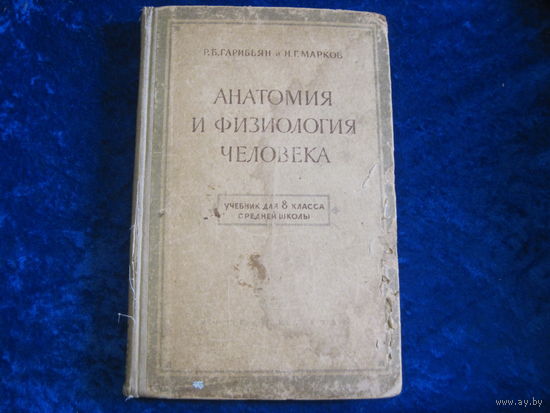 Р.Б.ГАРИБЬЯН и Н.Г.МАРКОВ
АНАТОМИЯ
И ФИЗИОЛОГИЯ
ЧЕЛОВЕКА
УЧЕБНИК ДЛЯ 8 КЛАССА
СРЕДНЕЙ ШКОЛЫ
www.ay.by